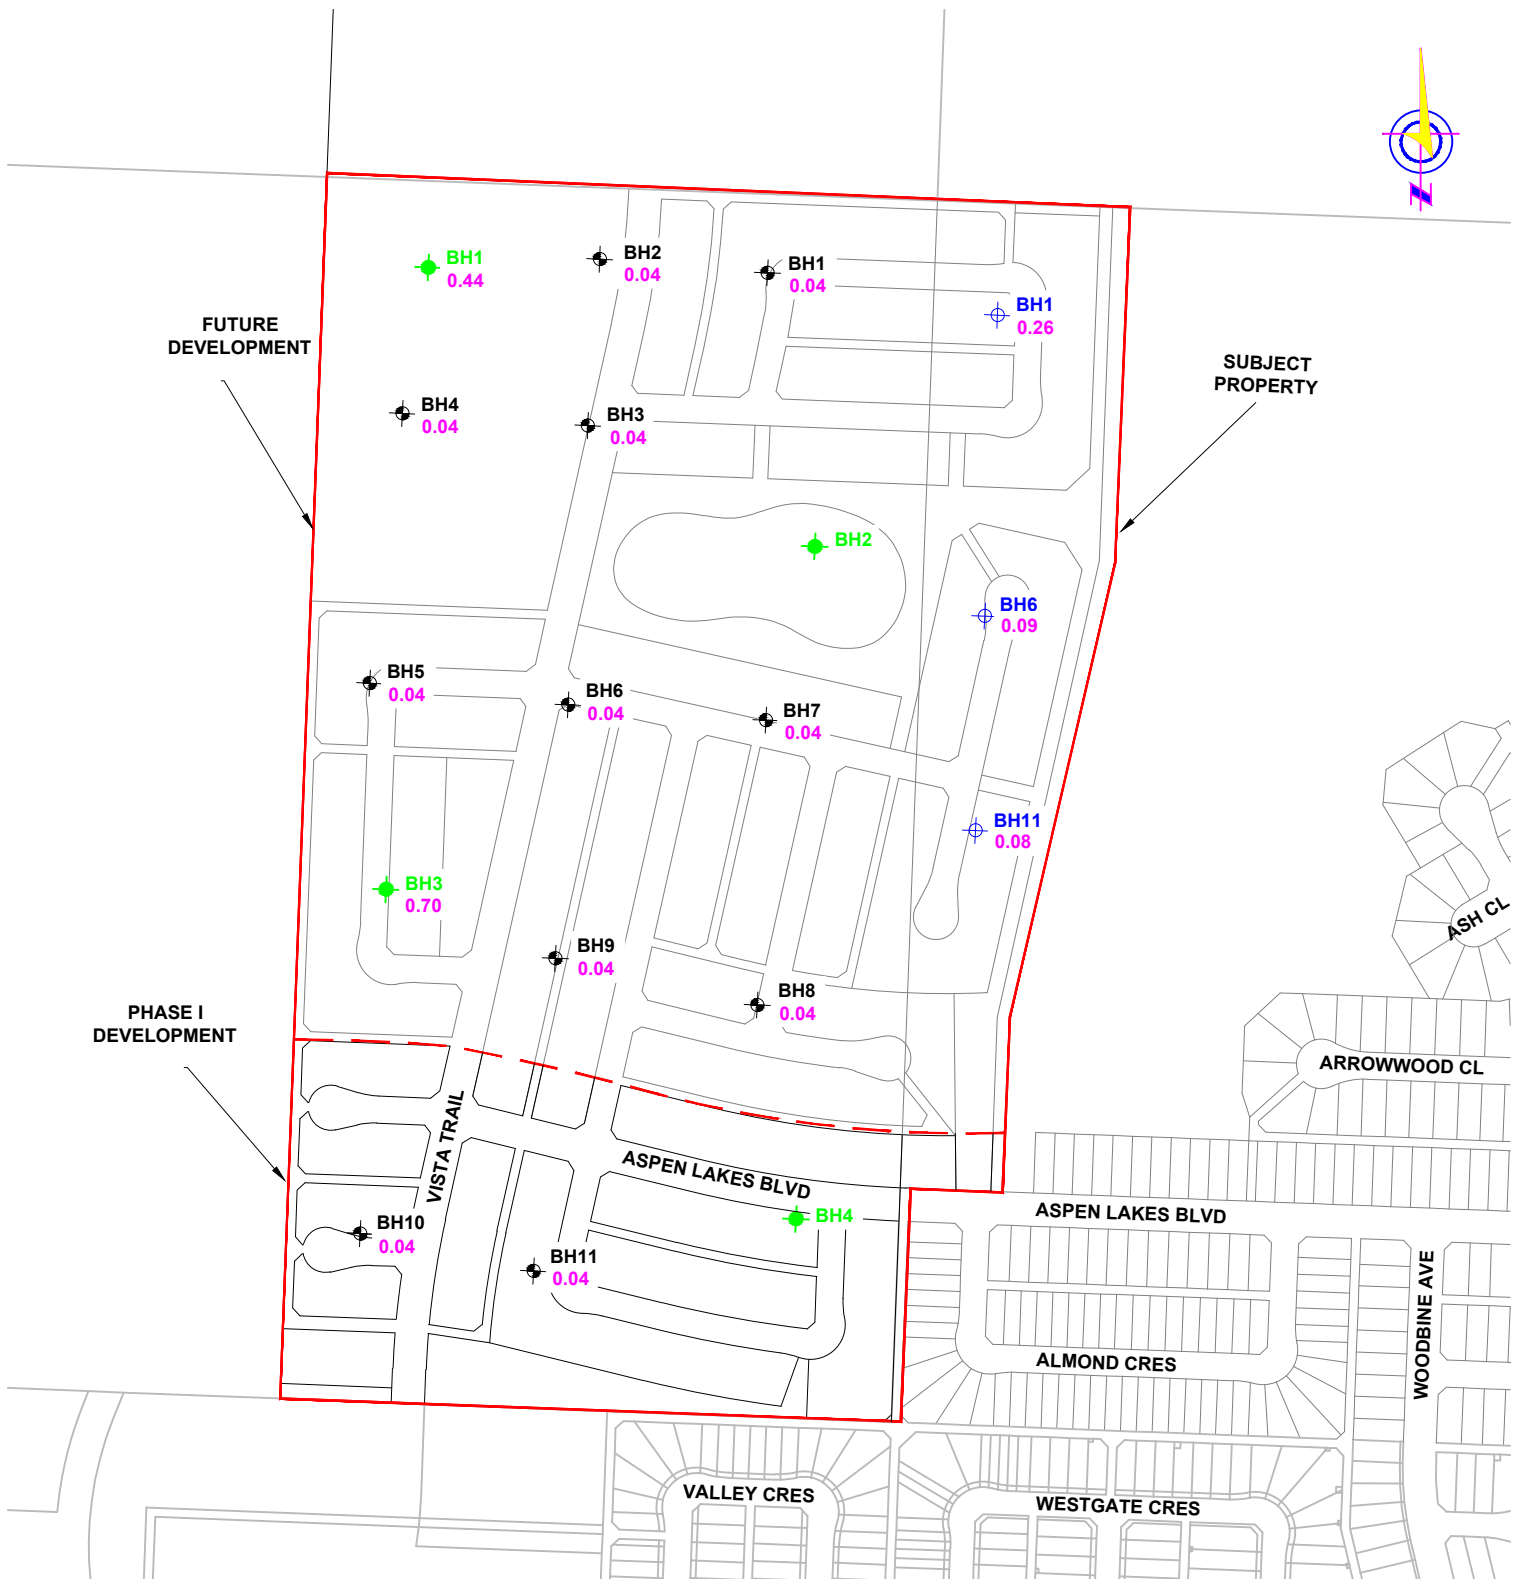 N
BH1
0.44
BH2
0.04
BH1
0.04
BH1
0.26
FUTURE
DEVELOPMENT
SUBJECT
PROPERTY
BH4
0.04
BH3
0.04
BH2
BH6
0.09
BH5
0.04
BH6
0.04
BH7
0.04
BH11
0.08
BH3
0.70
ASH CL
BH9
0.04
BH8
0.04
PHASE I
DEVELOPMENT
ARROWWOOD CL
VISTA TRAIL
ASPEN LAKES BLVD
BH10
0.04
BH4
ASPEN LAKES BLVD
BH11
0.04
WOODBINE AVE
ALMOND CRES
VALLEY CRES
WESTGATE CRES